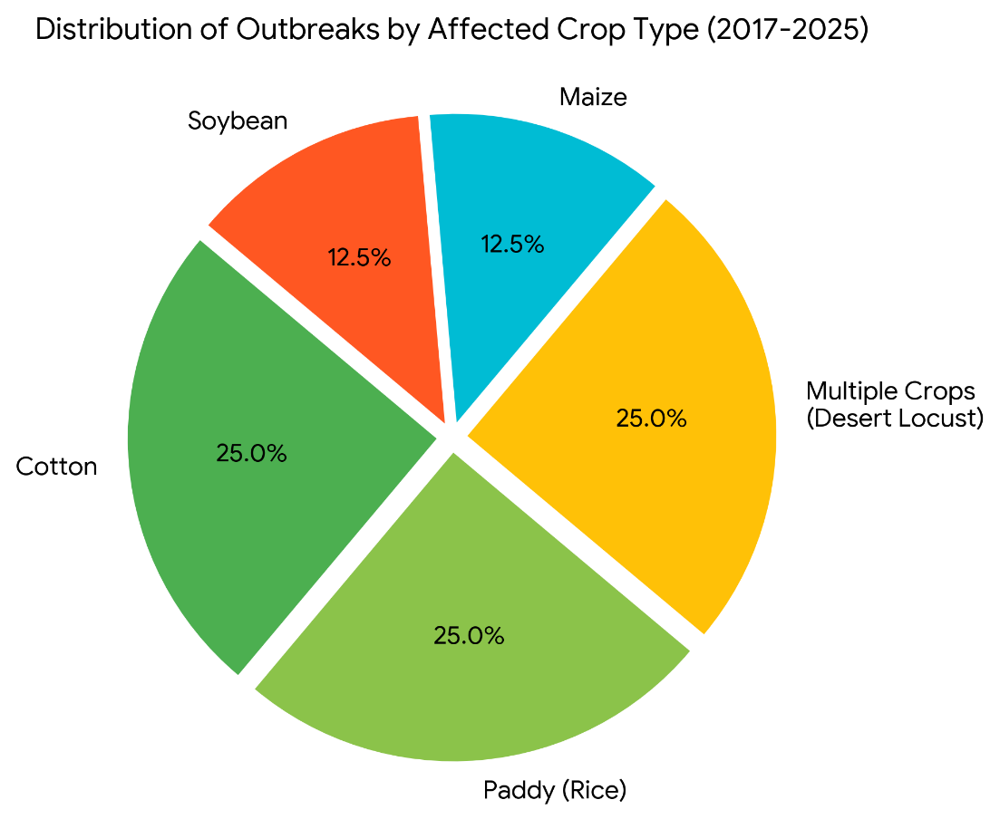 Distribution of Outbreaks by Affected Crop Type (2017-2025)
Maize
Soybean
12.5%
12.5%
Multiple Crops
(Desert Locust)
25.0%
25.0%
Cotton
25.0%
Paddy (Rice)